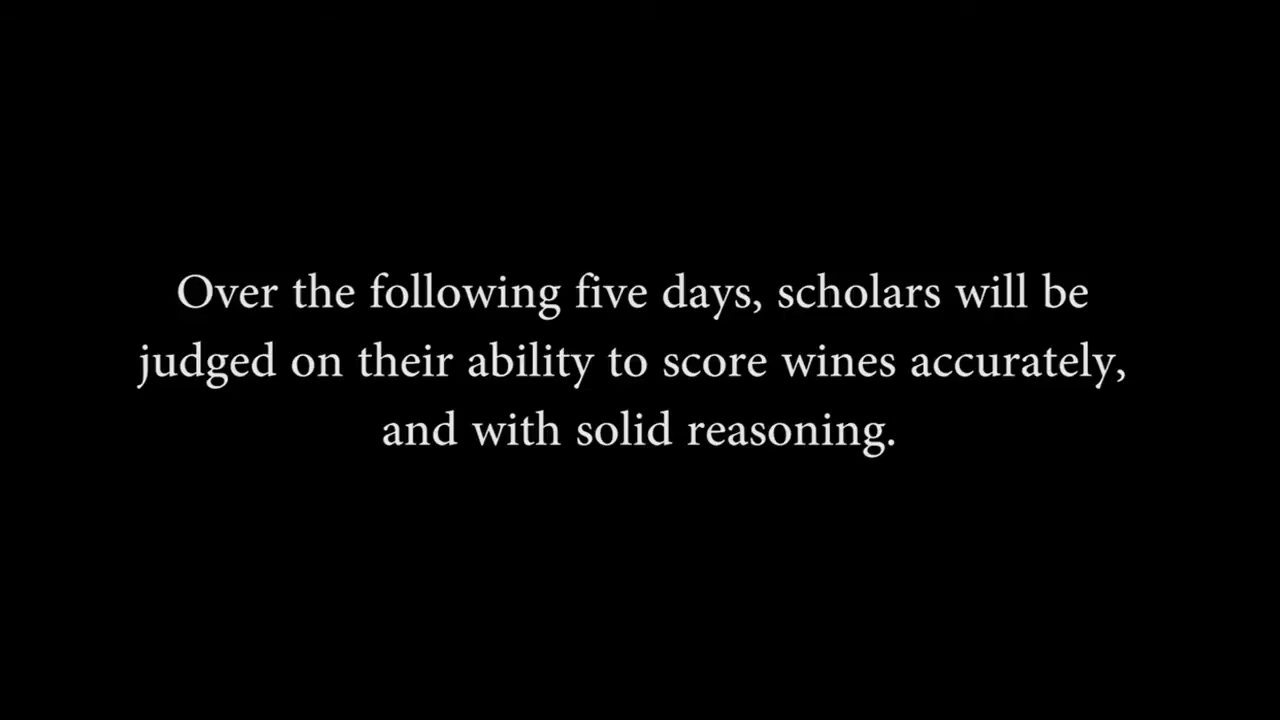 Over the following five days, scholars will be
judged on their ability to score wines accurately,
and with solid reasoning.